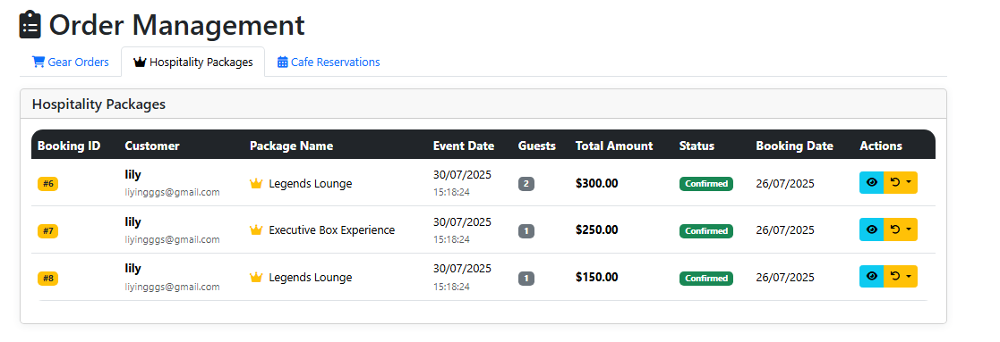 Order Management
Gear Orders Hospitality Packages Cafe Reservations
Hospitality Packages
Booking ID Customer Package Name Event Date Guests Total Amount Status Booking Date Actions
#6 lily liyingggs@gmail.com Legends Lounge 30/07/2025 15:18:24 2 $300.00 Confirmed 26/07/2025
#7 lily liyingggs@gmail.com Executive Box Experience 30/07/2025 15:18:24 1 $250.00 Confirmed 26/07/2025
#8 lily liyingggs@gmail.com Legends Lounge 30/07/2025 15:18:24 1 $150.00 Confirmed 26/07/2025